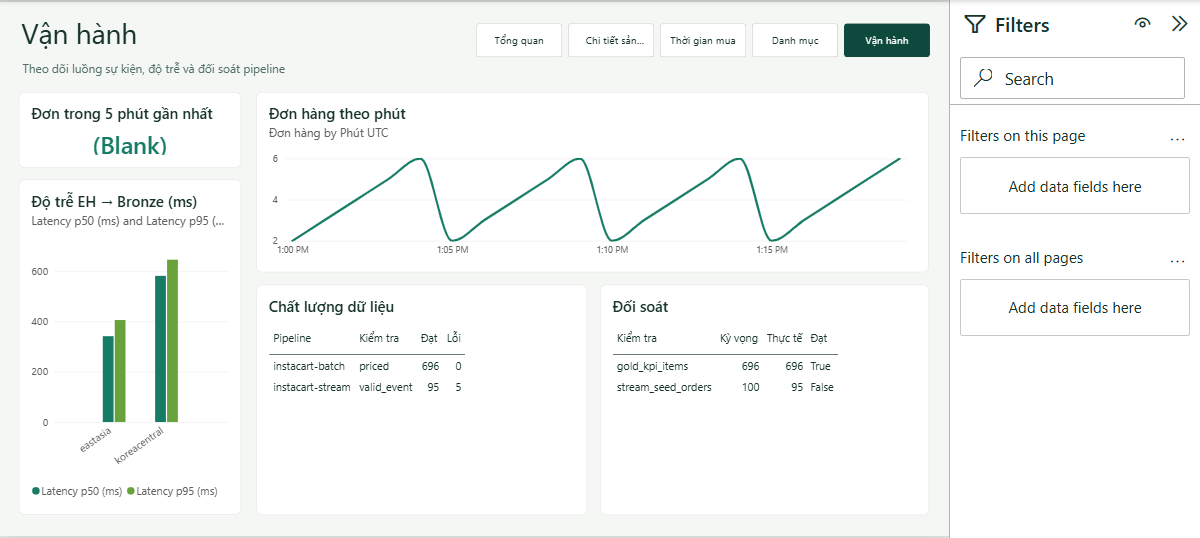 Vận hành
Tổng quan
Chi tiết sản...
Thời gian mua
Danh mục
Vận hành
Theo dõi luồng sự kiện, độ trễ và đối soát pipeline
Đơn trong 5 phút gần nhất
(Blank)
Độ trễ EH → Bronze (ms)
Latency p50 (ms) and Latency p95 (...
600
400
200
0
eastasia
koreacentral
Latency p50 (ms) Latency p95 (ms)
Đơn hàng theo phút
Đơn hàng by Phút UTC
6
4
2
1:00 PM 1:05 PM 1:10 PM 1:15 PM
Chất lượng dữ liệu
Pipeline Kiểm tra Đạt Lỗi
instacart-batch priced 696 0
instacart-stream valid_event 95 5
Đối soát
Kiểm tra Kỳ vọng Thực tế Đạt
gold_kpi_items 696 696 True
stream_seed_orders 100 95 False
Filters
Search
Filters on this page ...
Add data fields here
Filters on all pages ...
Add data fields here